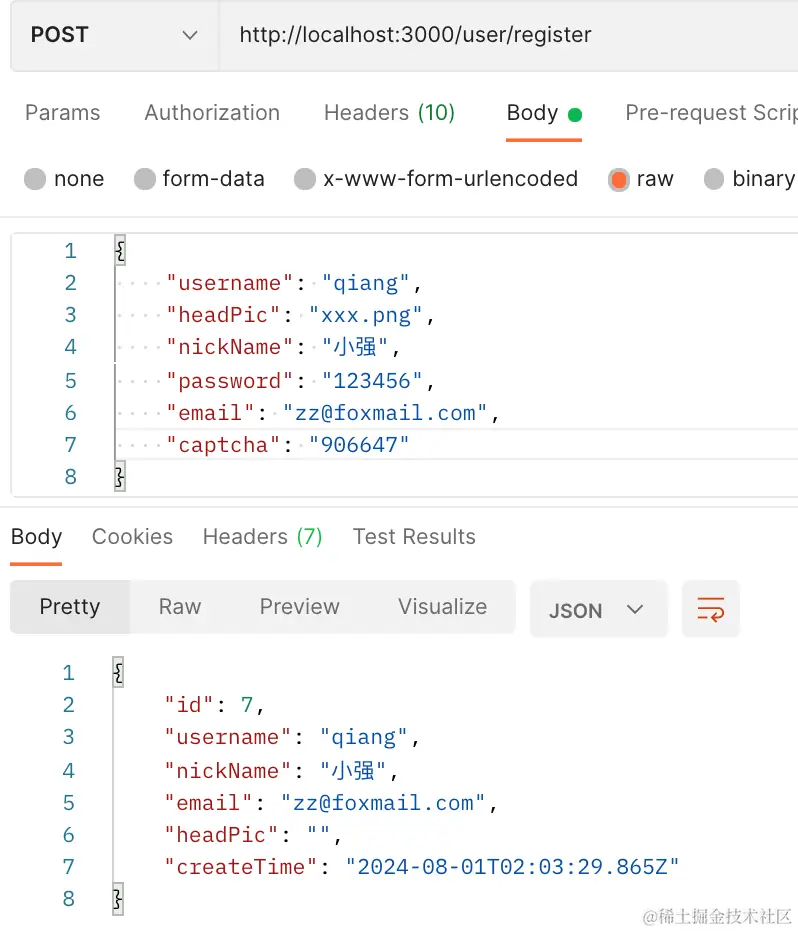 POST http://localhost:3000/user/register
Params Authorization Headers (10) Body Pre-request Scrip
none form-data x-www-form-urlencoded raw binary
1 {
2 "username": "qiang",
3 "headPic": "xxx.png",
4 "nickName": "小强",
5 "password": "123456",
6 "email": "zz@foxmail.com",
7 "captcha": "906647"
8 }
Body Cookies Headers (7) Test Results
Pretty Raw Preview Visualize JSON
1 {
2 "id": 7,
3 "username": "qiang",
4 "nickName": "小强",
5 "email": "zz@foxmail.com",
6 "headPic": "",
7 "createTime": "2024-08-01T02:03:29.865Z"
8 }
@稀土掘金技术社区